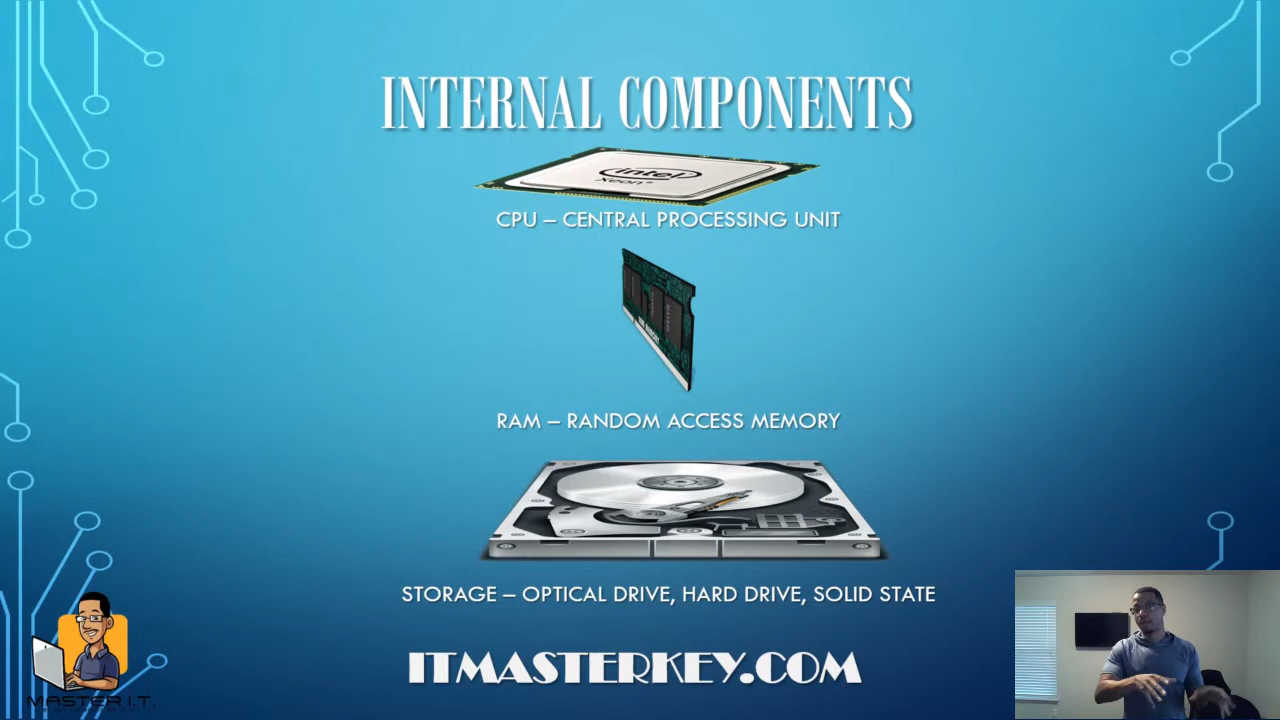 INTERNAL COMPONENTS
intel
Xeon
CPU – CENTRAL PROCESSING UNIT
RAM – RANDOM ACCESS MEMORY
STORAGE – OPTICAL DRIVE, HARD DRIVE, SOLID STATE
ITMASTERKEY.COM
MASTER I.T.